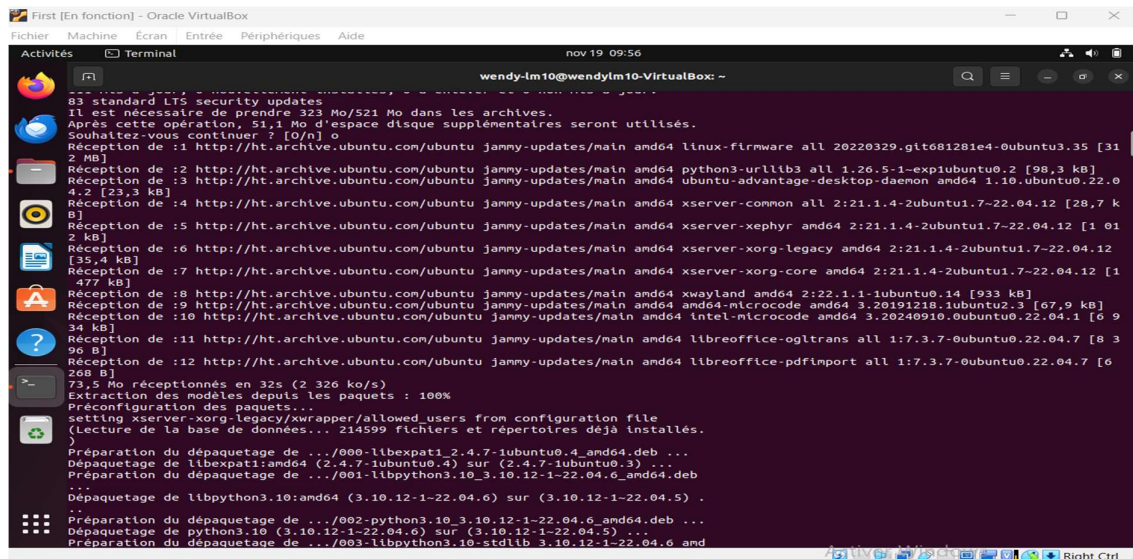 First [En fonction] - Oracle VirtualBox
Fichier Machine Écran Entrée Périphériques Aide
Activités Terminal nov 19 09:56
wendy-lm10@wendylm10-VirtualBox: ~
83 standard LTS security updates
Il est nécessaire de prendre 323 Mo/521 Mo dans les archives.
Après cette opération, 51,1 Mo d'espace disque supplémentaires seront utilisés.
Souhaitez-vous continuer ? [O/n] o
Réception de :1 http://ht.archive.ubuntu.com/ubuntu jammy-updates/main amd64 linux-firmware all 20220329.git681281e4-0ubuntu3.35 [31
2 MB]
Réception de :2 http://ht.archive.ubuntu.com/ubuntu jammy-updates/main amd64 python3-urllib3 all 1.26.5-1~exp1ubuntu0.2 [98,3 kB]
Réception de :3 http://ht.archive.ubuntu.com/ubuntu jammy-updates/main amd64 ubuntu-advantage-desktop-daemon amd64 1.10.ubuntu0.22.0
4.2 [23,3 kB]
Réception de :4 http://ht.archive.ubuntu.com/ubuntu jammy-updates/main amd64 xserver-common all 2:21.1.4-2ubuntu1.7~22.04.12 [28,7 k
B]
Réception de :5 http://ht.archive.ubuntu.com/ubuntu jammy-updates/main amd64 xserver-xephyr amd64 2:21.1.4-2ubuntu1.7~22.04.12 [1 01
2 kB]
Réception de :6 http://ht.archive.ubuntu.com/ubuntu jammy-updates/main amd64 xserver-xorg-legacy amd64 2:21.1.4-2ubuntu1.7~22.04.12
[35,4 kB]
Réception de :7 http://ht.archive.ubuntu.com/ubuntu jammy-updates/main amd64 xserver-xorg-core amd64 2:21.1.4-2ubuntu1.7~22.04.12 [1
477 kB]
Réception de :8 http://ht.archive.ubuntu.com/ubuntu jammy-updates/main amd64 xwayland amd64 2:22.1.1-1ubuntu0.14 [933 kB]
Réception de :9 http://ht.archive.ubuntu.com/ubuntu jammy-updates/main amd64 amd64-microcode amd64 3.20191218.1ubuntu2.3 [67,9 kB]
Réception de :10 http://ht.archive.ubuntu.com/ubuntu jammy-updates/main amd64 intel-microcode amd64 3.20240910.0ubuntu0.22.04.1 [6 9
34 kB]
Réception de :11 http://ht.archive.ubuntu.com/ubuntu jammy-updates/main amd64 libreoffice-ogltrans all 1:7.3.7-0ubuntu0.22.04.7 [8 3
96 B]
Réception de :12 http://ht.archive.ubuntu.com/ubuntu jammy-updates/main amd64 libreoffice-pdfimport all 1:7.3.7-0ubuntu0.22.04.7 [6
268 B]
73,5 Mo réceptionnés en 32s (2 326 ko/s)
Extraction des modèles depuis les paquets : 100%
Préconfiguration des paquets...
setting xserver-xorg-legacy/xwrapper/allowed_users from configuration file
(Lecture de la base de données... 214599 fichiers et répertoires déjà installés.
)
Préparation du dépaquetage de .../000-libexpat1_2.4.7-1ubuntu0.4_amd64.deb ...
Dépaquetage de libexpat1:amd64 (2.4.7-1ubuntu0.4) sur (2.4.7-1ubuntu0.3) ...
Préparation du dépaquetage de .../001-libpython3.10_3.10.12-1~22.04.6_amd64.deb
...
Dépaquetage de libpython3.10:amd64 (3.10.12-1~22.04.6) sur (3.10.12-1~22.04.5) .
..
Préparation du dépaquetage de .../002-python3.10_3.10.12-1~22.04.6_amd64.deb ...
Dépaquetage de python3.10 (3.10.12-1~22.04.6) sur (3.10.12-1~22.04.5) ...
Préparation du dépaquetage de .../003-libpython3.10-stdlib 3.10.12-1~22.04.6 amd
Right Ctrl